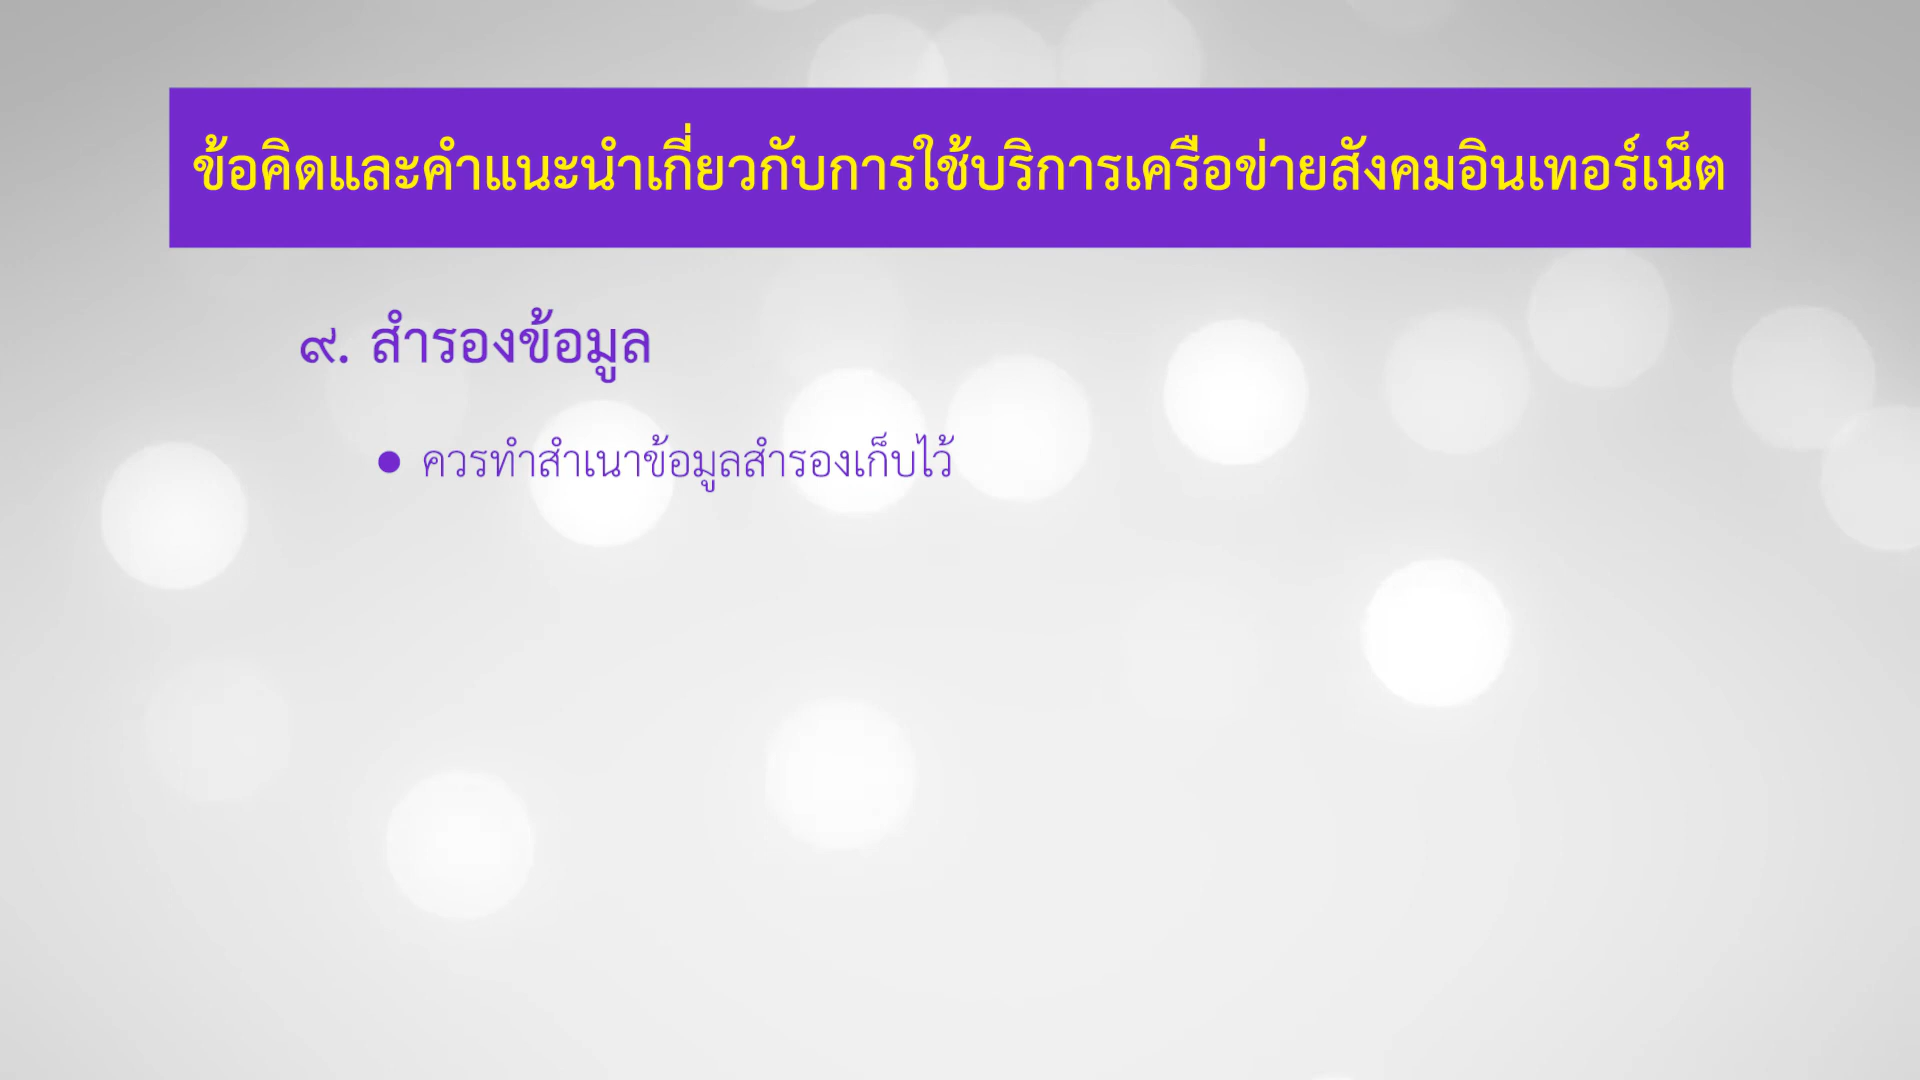 ข้อคิดและคำแนะนำเกี่ยวกับการใช้บริการเครือข่ายสังคมอินเทอร์เน็ต
๙. สำรองข้อมูล
● ควรทำสำเนาข้อมูลสำรองเก็บไว้